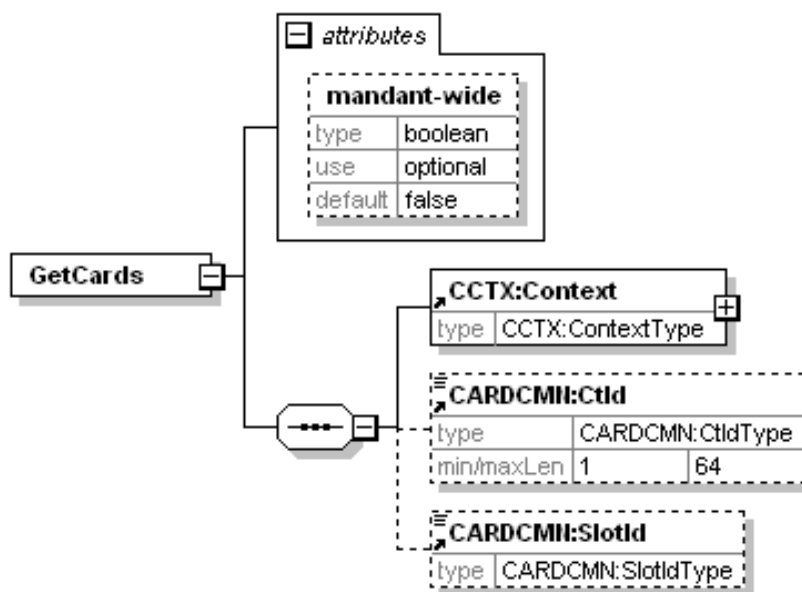 attributes
mandant-wide
type boolean
use optional
default false
GetCards
CCTX:Context
type CCTX:ContextType
CARDCMN:CtId
type CARDCMN:CtIdType
min/maxLen 1 64
CARDCMN:SlotId
type CARDCMN:SlotIdType